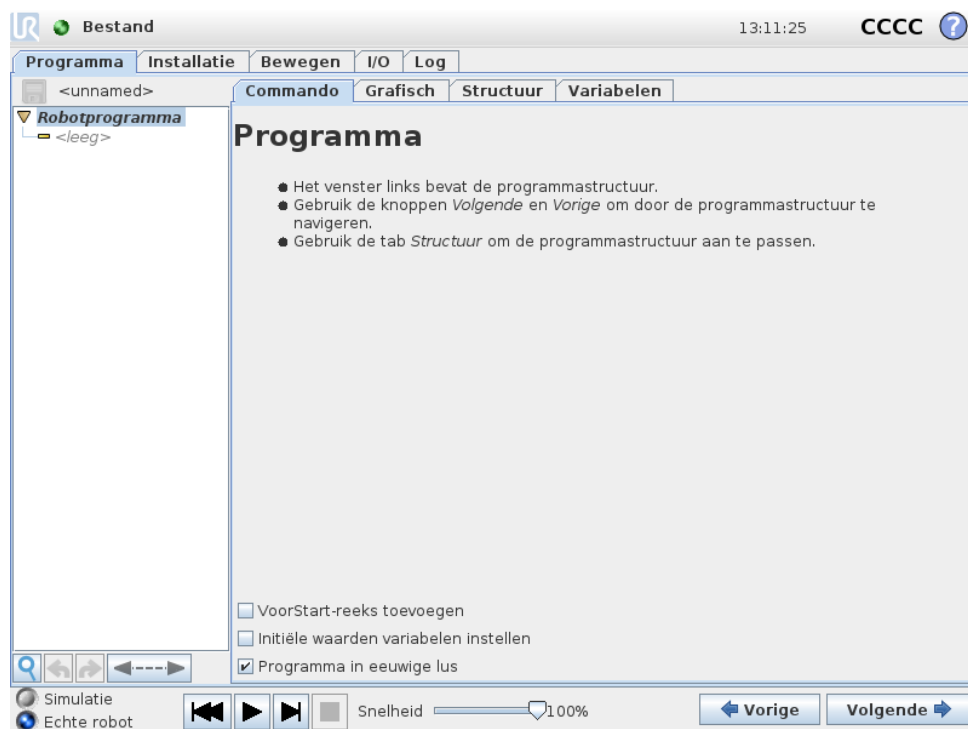 UR Bestand 13:11:25 CCCC ?
Programma Installatie Bewegen I/O Log
<unnamed>
Commando Grafisch Structuur Variabelen
Robotprogramma
<leeg>
Programma
Het venster links bevat de programmastructuur.
Gebruik de knoppen Volgende en Vorige om door de programmastructuur te
navigeren.
Gebruik de tab Structuur om de programmastructuur aan te passen.
VoorStart-reeks toevoegen
Initiële waarden variabelen instellen
Programma in eeuwige lus
Simulatie
Echte robot
Snelheid 100%
Vorige Volgende